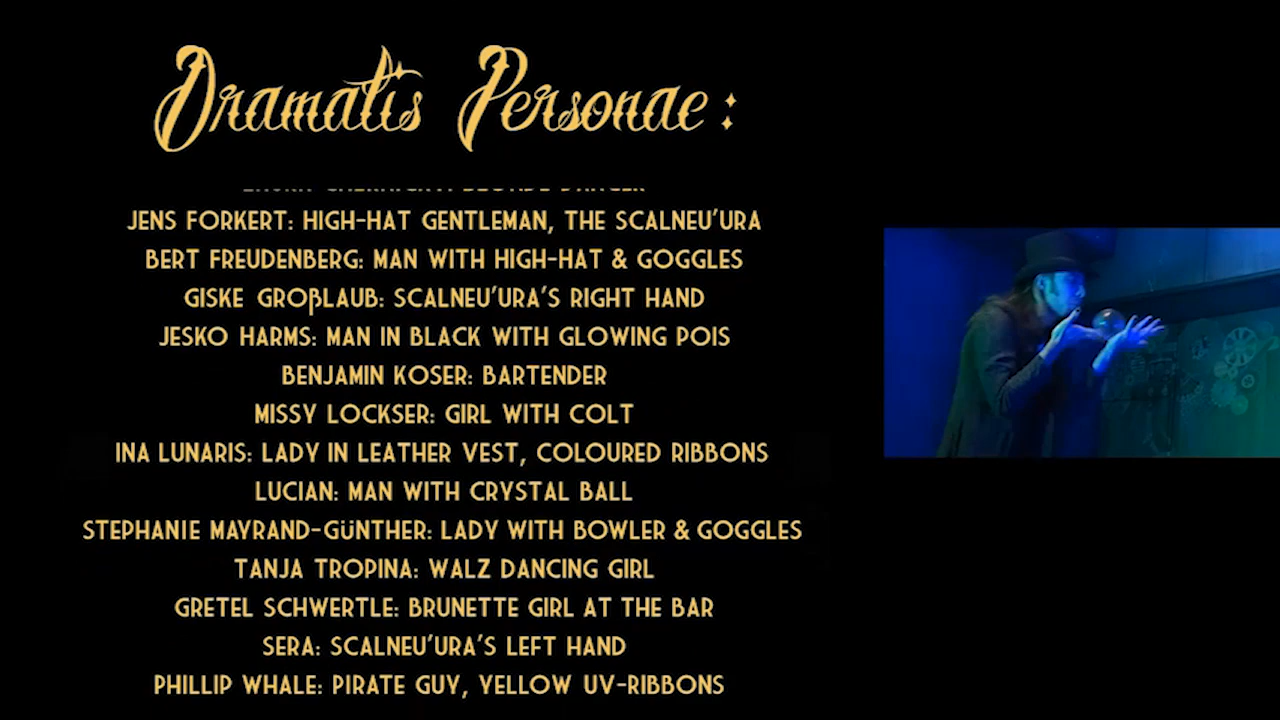 Dramatis Personae:
JENS FORKERT: HIGH-HAT GENTLEMAN, THE SCALNEU'URA
BERT FREUDENBERG: MAN WITH HIGH-HAT & GOGGLES
GISKE GROßLAUB: SCALNEU'URA'S RIGHT HAND
JESKO HARMS: MAN IN BLACK WITH GLOWING POIS
BENJAMIN KOSER: BARTENDER
MISSY LOCKSER: GIRL WITH COLT
INA LUNARIS: LADY IN LEATHER VEST, COLOURED RIBBONS
LUCIAN: MAN WITH CRYSTAL BALL
STEPHANIE MAYRAND-GÜNTHER: LADY WITH BOWLER & GOGGLES
TANJA TROPINA: WALZ DANCING GIRL
GRETEL SCHWERTLE: BRUNETTE GIRL AT THE BAR
SERA: SCALNEU'URA'S LEFT HAND
PHILLIP WHALE: PIRATE GUY, YELLOW UV-RIBBONS